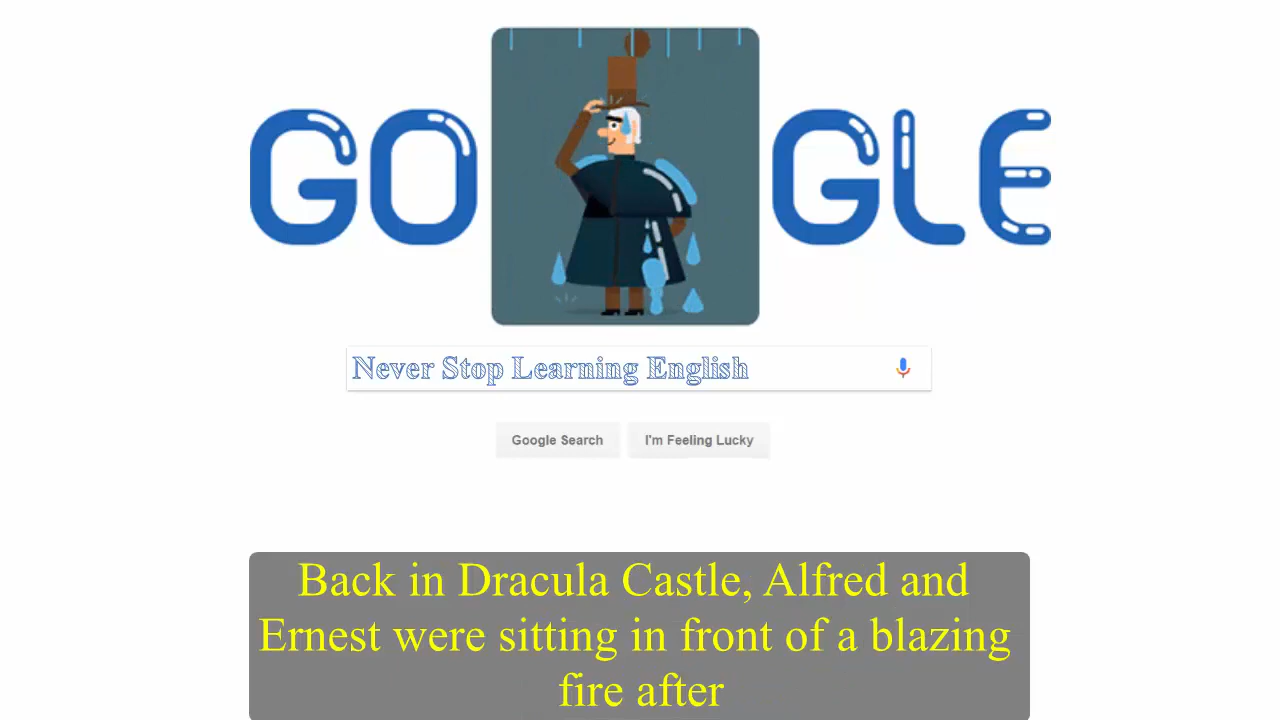 GO GLE
Never Stop Learning English
Google Search I'm Feeling Lucky
Back in Dracula Castle, Alfred and
Ernest were sitting in front of a blazing
fire after